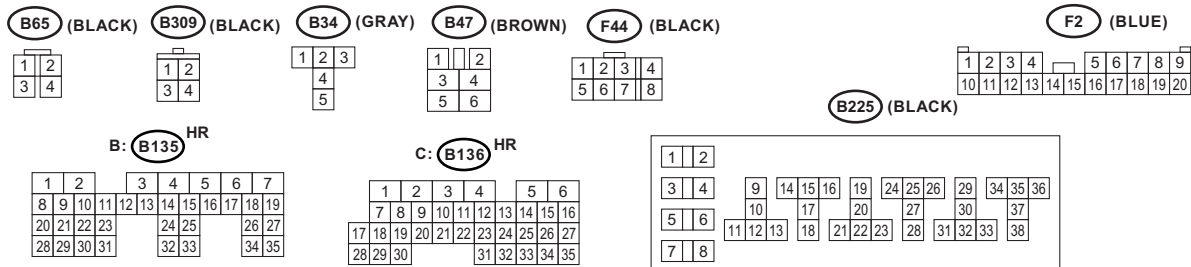 B65 (BLACK) B309 (BLACK) B34 (GRAY) B47 (BROWN) F44 (BLACK) F2 (BLUE)
1 2
3 4
1 2
3 4
1 2 3
4
5
1 2
3 4
5 6
1 2 3 4
5 6 7 8
1 2 3 4 5 6 7 8 9
10 11 12 13 14 15 16 17 18 19 20
B: B135 HR
1 2 3 4 5 6 7
8 9 10 11 12 13 14 15 16 17 18 19
20 21 22 23 24 25 26 27
28 29 30 31 32 33 34 35
C: B136 HR
1 2 3 4 5 6
7 8 9 10 11 12 13 14 15 16
17 18 19 20 21 22 23 24 25 26 27
28 29 30 31 32 33 34 35
B225 (BLACK)
1 2
3 4 9 14 15 16 19 24 25 26 29 34 35 36
10 17 20 27 30 37
5 6 11 12 13 18 21 22 23 28 31 32 33 38
7 8